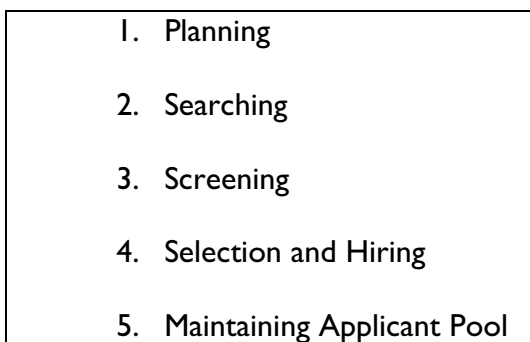 1. Planning
2. Searching
3. Screening
4. Selection and Hiring
5. Maintaining Applicant Pool